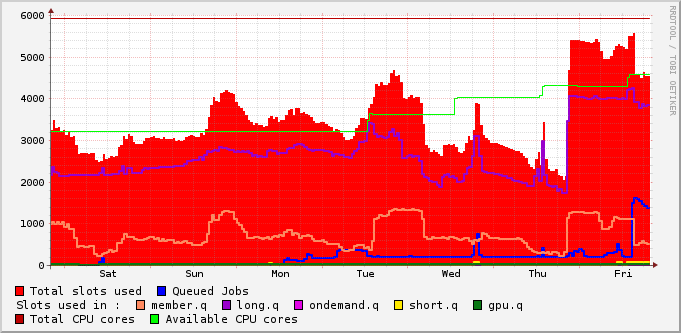 RRDTOOL / TOBI OETIKER
6000
5000
4000
3000
2000
1000
0
Sat Sun Mon Tue Wed Thu Fri
Total slots used Queued Jobs
Slots used in : member.q long.q ondemand.q short.q gpu.q
Total CPU cores Available CPU cores